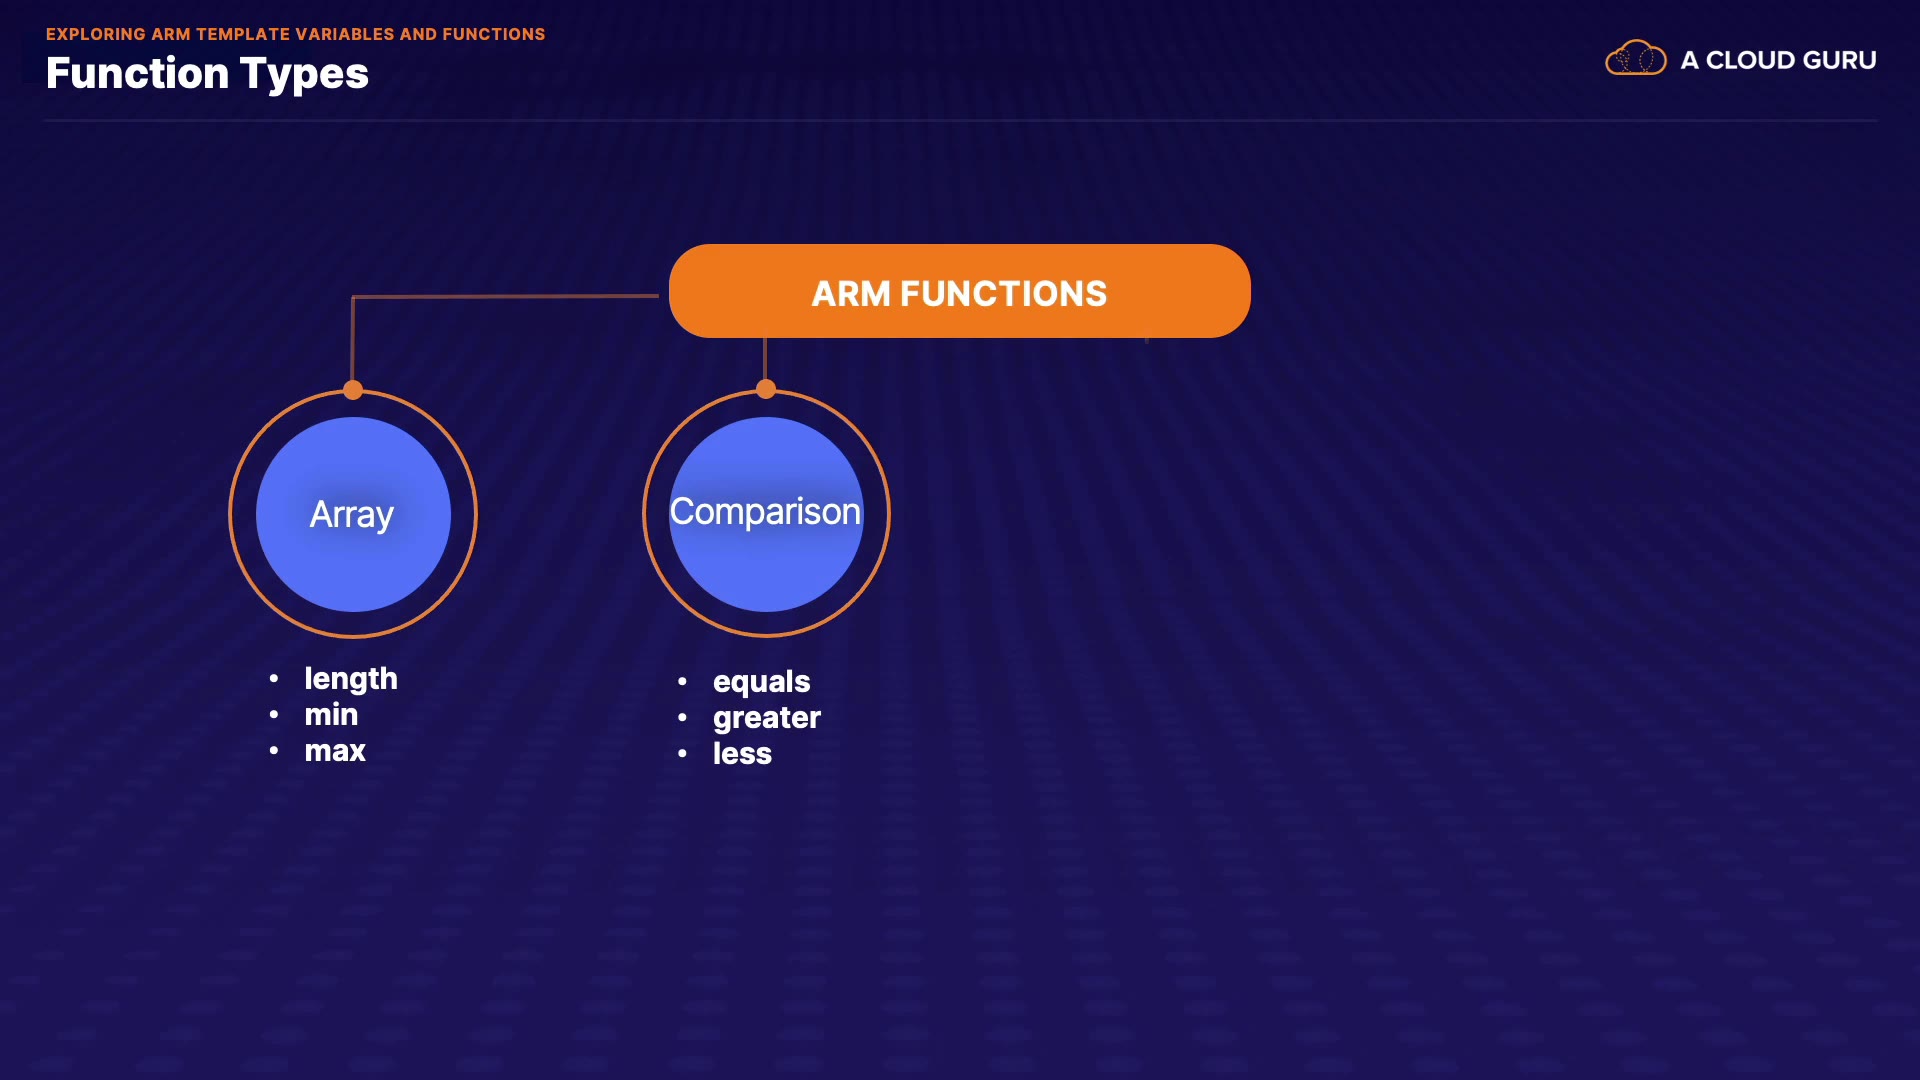 EXPLORING ARM TEMPLATE VARIABLES AND FUNCTIONS
Function Types
A CLOUD GURU
ARM FUNCTIONS
Array
Comparison
• length
• min
• max
• equals
• greater
• less